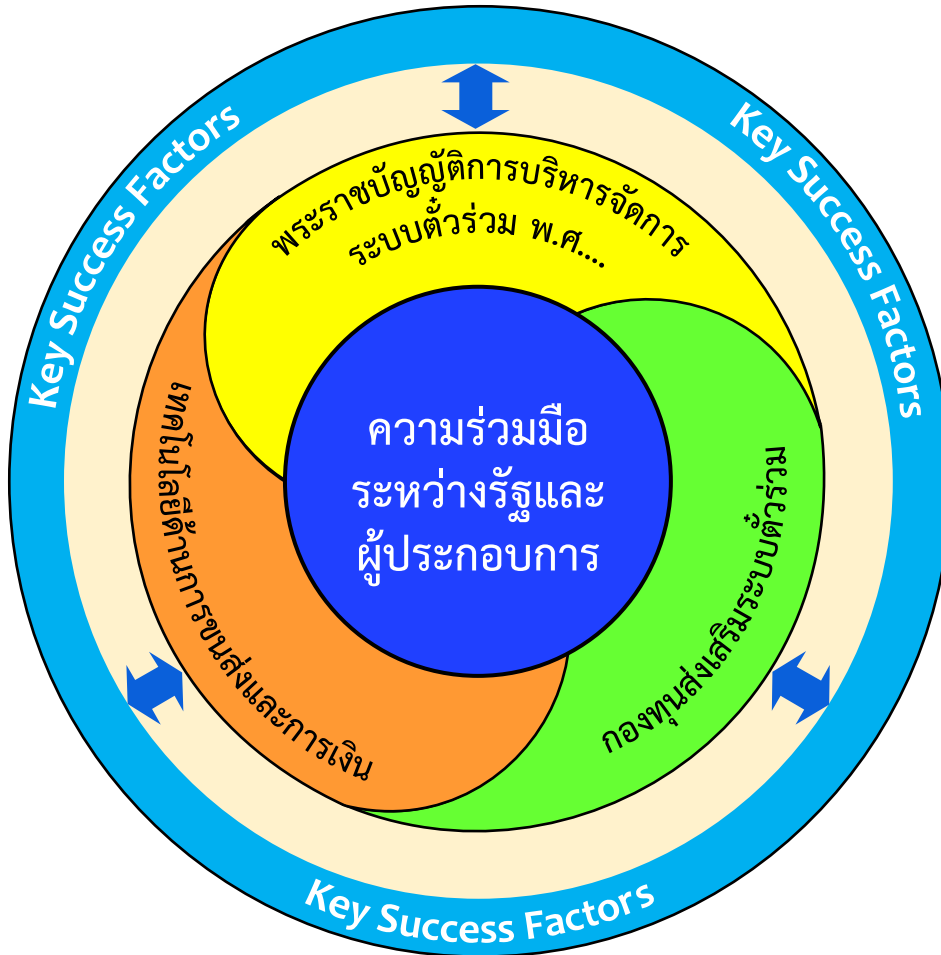 Key Success Factors
Key Success Factors
พระราชบัญญัติการบริหารจัดการ
ระบบตั๋วร่วม พ.ศ....
ความร่วมมือ
ระหว่างรัฐและ
ผู้ประกอบการ
เทคโนโลยีด้านการขนส่งและการเงิน
กองทุนส่งเสริมระบบตั๋วร่วม
Key Success Factors